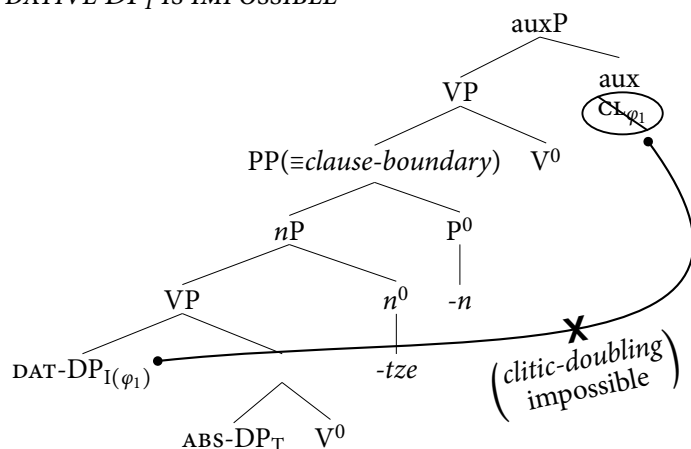 DATIVE DP_I IS IMPOSSIBLE
auxP
VP
aux
CL_φ1
PP(≡clause-boundary)
V⁰
nP
P⁰
VP
n⁰
-n
DAT-DP_I(φ1)
-tze
X
(clitic-doubling
impossible)
ABS-DP_T
V⁰